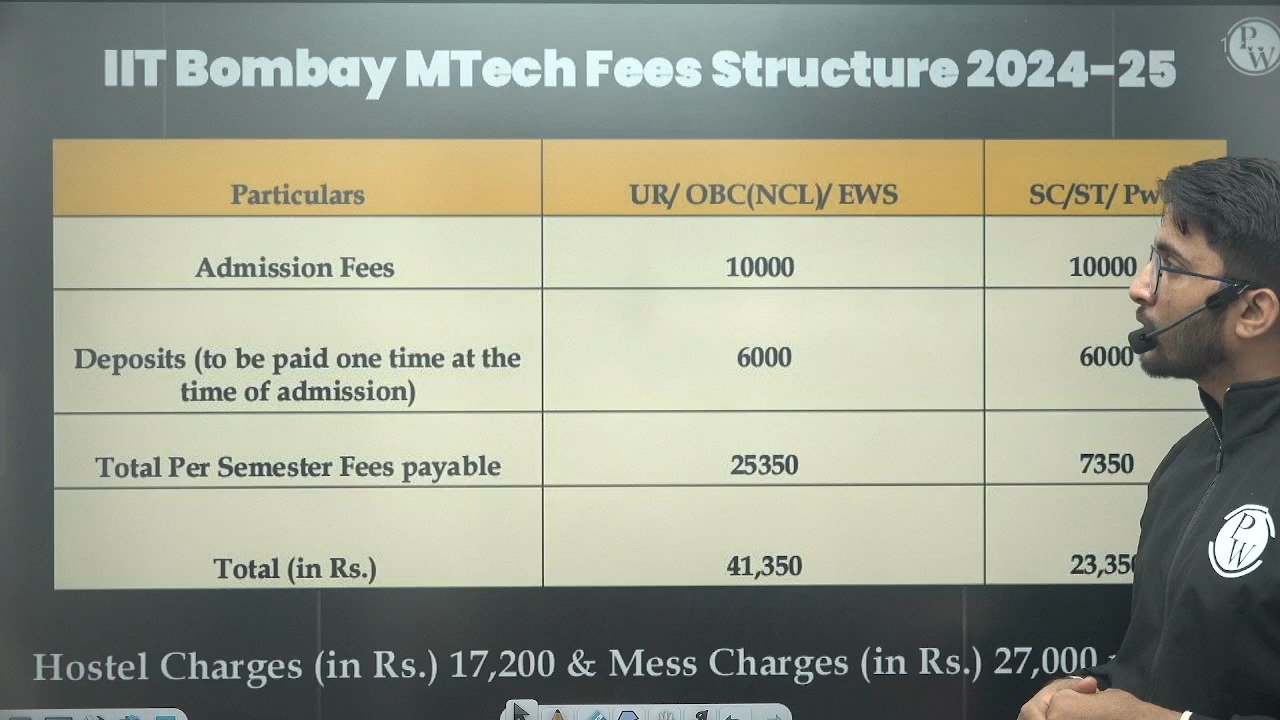 IIT Bombay MTech Fees Structure 2024-25
PW
Particulars UR/ OBC(NCL)/ EWS SC/ST/
Admission Fees 10000 10000
Deposits (to be paid one time at the
time of admission) 6000 6000
Total Per Semester Fees payable 25350 7350
Total (in Rs.) 41,350
Hostel Charges (in Rs.) 17,200 & Mess Charges (in Rs.) 27,000
PW